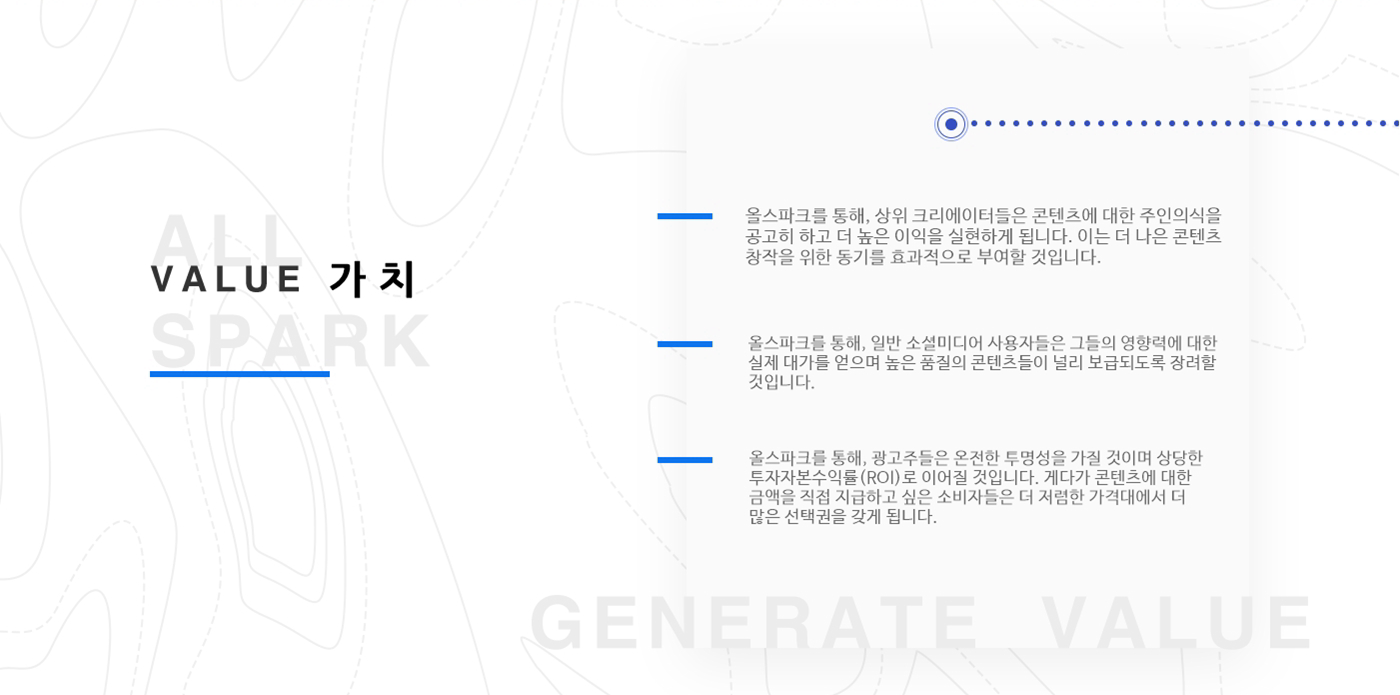 ALL
VALUE 가치
SPARK
올스파크를 통해, 상위 크리에이터들은 콘텐츠에 대한 주인의식을
공고히 하고 더 높은 이익을 실현하게 됩니다. 이는 더 나은 콘텐츠
창작을 위한 동기를 효과적으로 부여할 것입니다.
올스파크를 통해, 일반 소셜미디어 사용자들은 그들의 영향력에 대한
실제 대가를 얻으며 높은 품질의 콘텐츠들이 널리 보급되도록 장려할
것입니다.
올스파크를 통해, 광고주들은 온전한 투명성을 가질 것이며 상당한
투자자본수익률(ROI)로 이어질 것입니다. 게다가 콘텐츠에 대한
금액을 직접 지급하고 싶은 소비자들은 더 저렴한 가격대에서 더
많은 선택권을 갖게 됩니다.
GENERATE VALUE